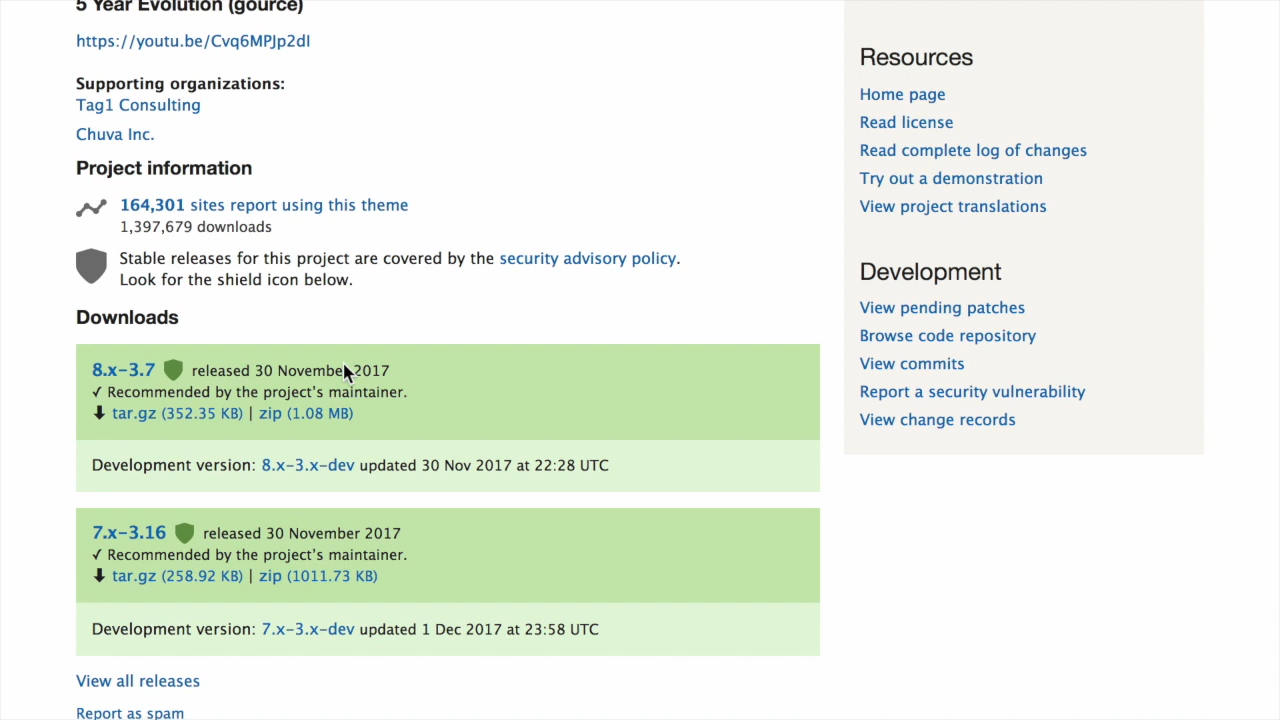 5 Year Evolution (gource)
https://youtu.be/Cvq6MPJp2dI
Supporting organizations:
Tag1 Consulting
Chuva Inc.
Project information
164,301 sites report using this theme
1,397,679 downloads
Stable releases for this project are covered by the security advisory policy.
Look for the shield icon below.
Downloads
8.x-3.7 released 30 November 2017
✓ Recommended by the project’s maintainer.
tar.gz (352.35 KB) | zip (1.08 MB)
Development version: 8.x-3.x-dev updated 30 Nov 2017 at 22:28 UTC
7.x-3.16 released 30 November 2017
✓ Recommended by the project’s maintainer.
tar.gz (258.92 KB) | zip (1011.73 KB)
Development version: 7.x-3.x-dev updated 1 Dec 2017 at 23:58 UTC
View all releases
Report as spam
Resources
Home page
Read license
Read complete log of changes
Try out a demonstration
View project translations
Development
View pending patches
Browse code repository
View commits
Report a security vulnerability
View change records